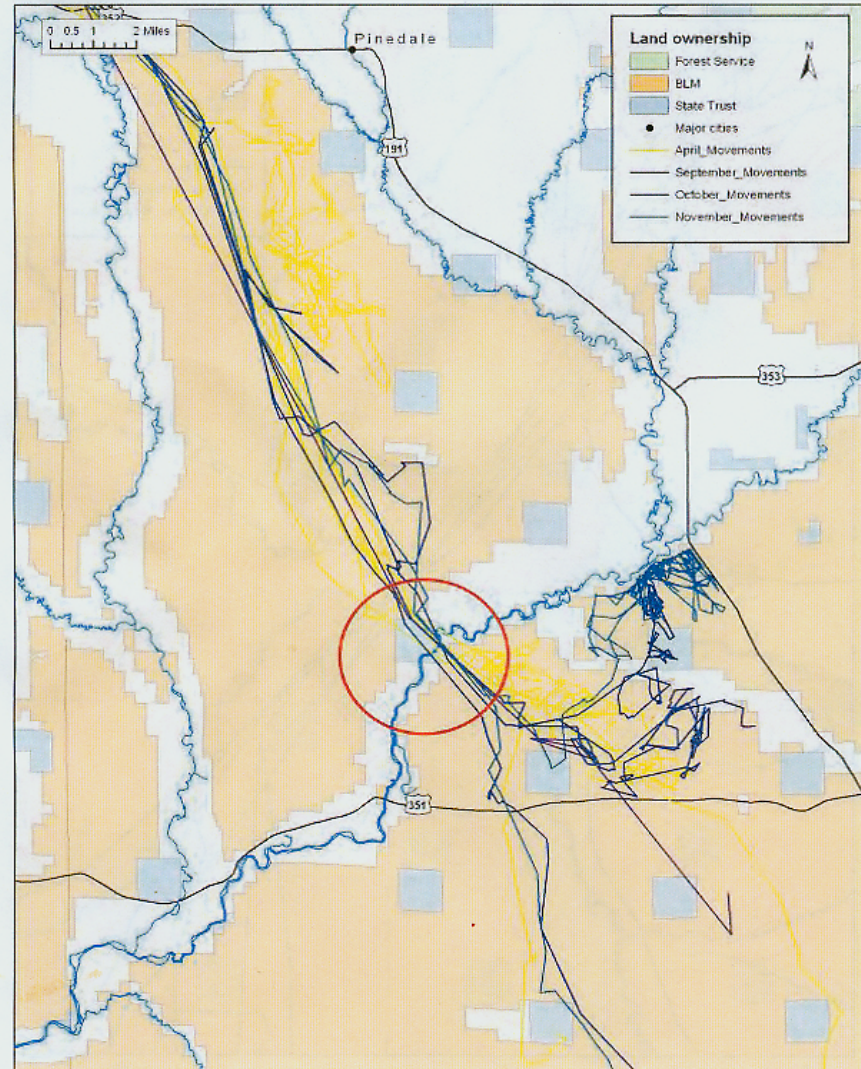 352
0 0.5 1 2 Miles
Pinedale
Land ownership
N
Forest Service
BLM
State Trust
Major cities
April_Movements
September_Movements
October_Movements
November_Movements
191
353
351